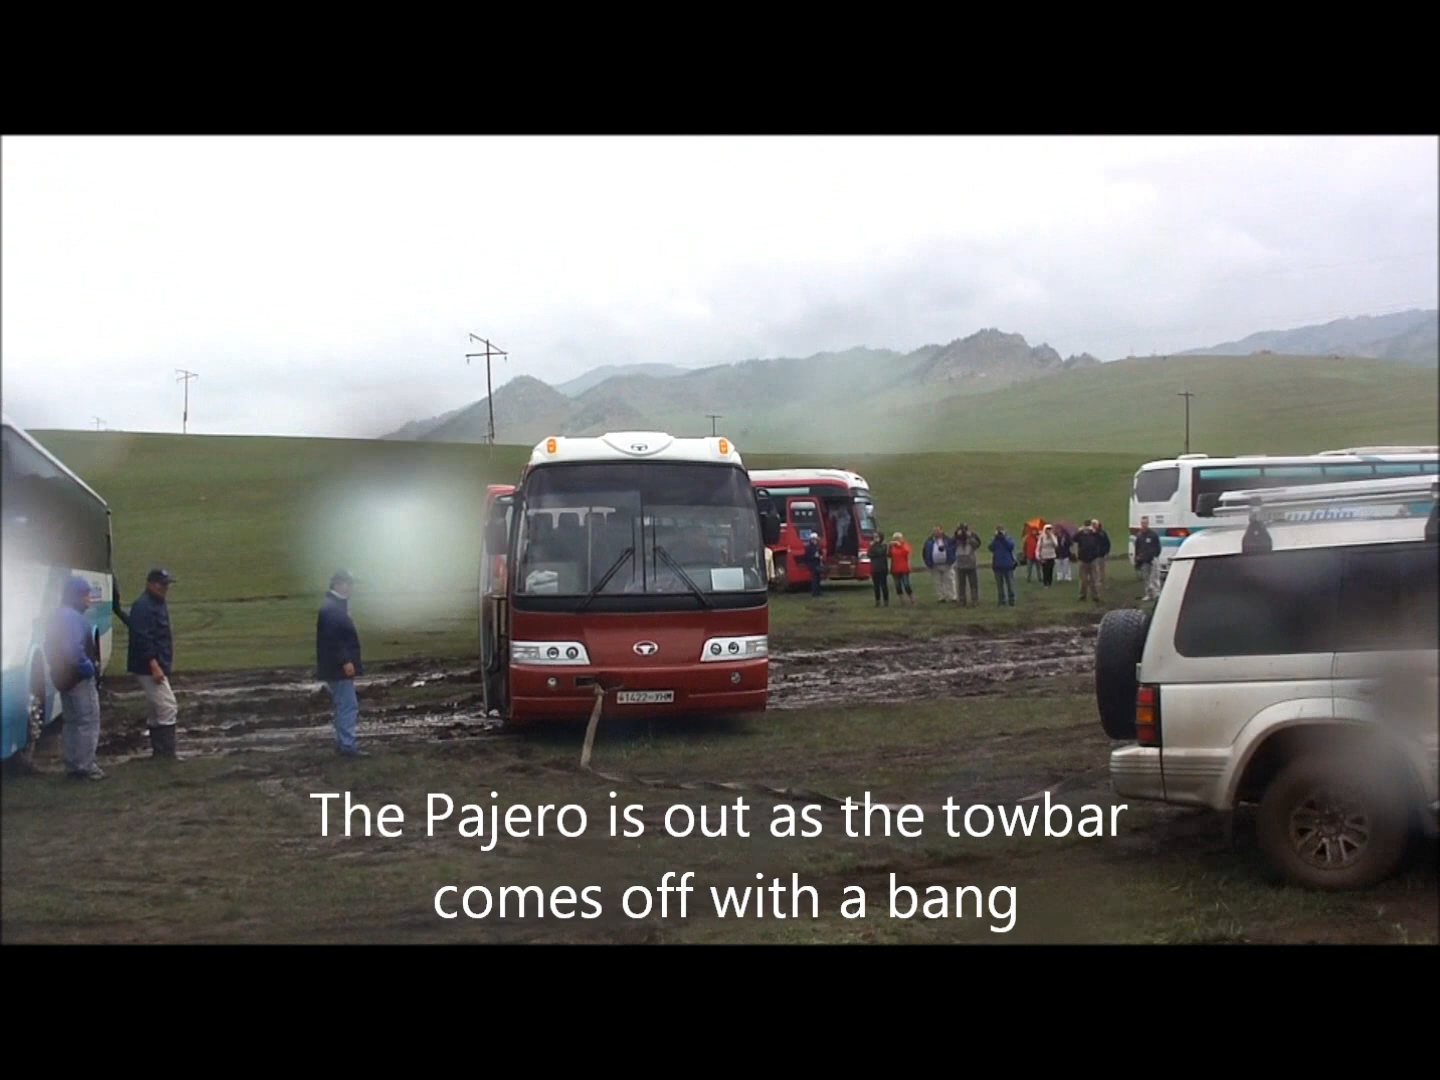 The Pajero is out as the towbar
comes off with a bang